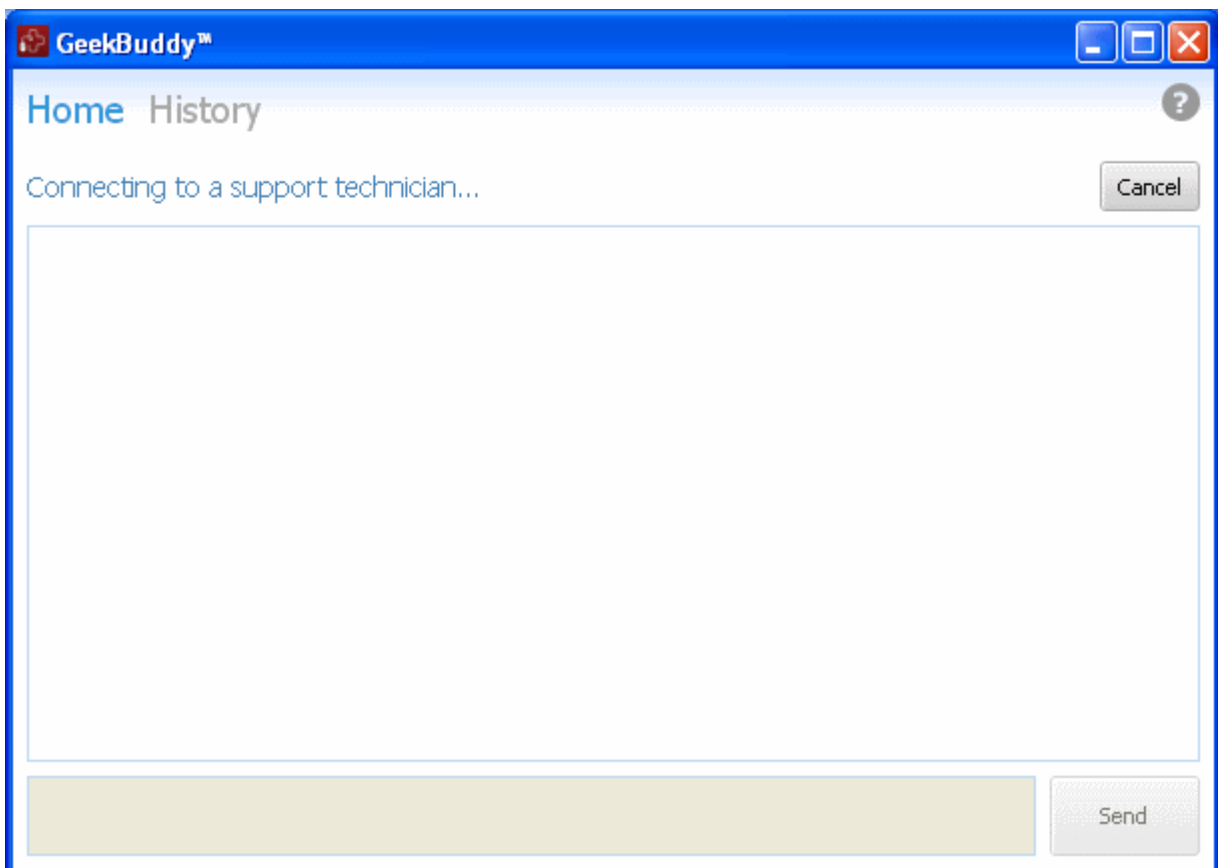 GeekBuddy™
Home History ?
Connecting to a support technician... Cancel
Send